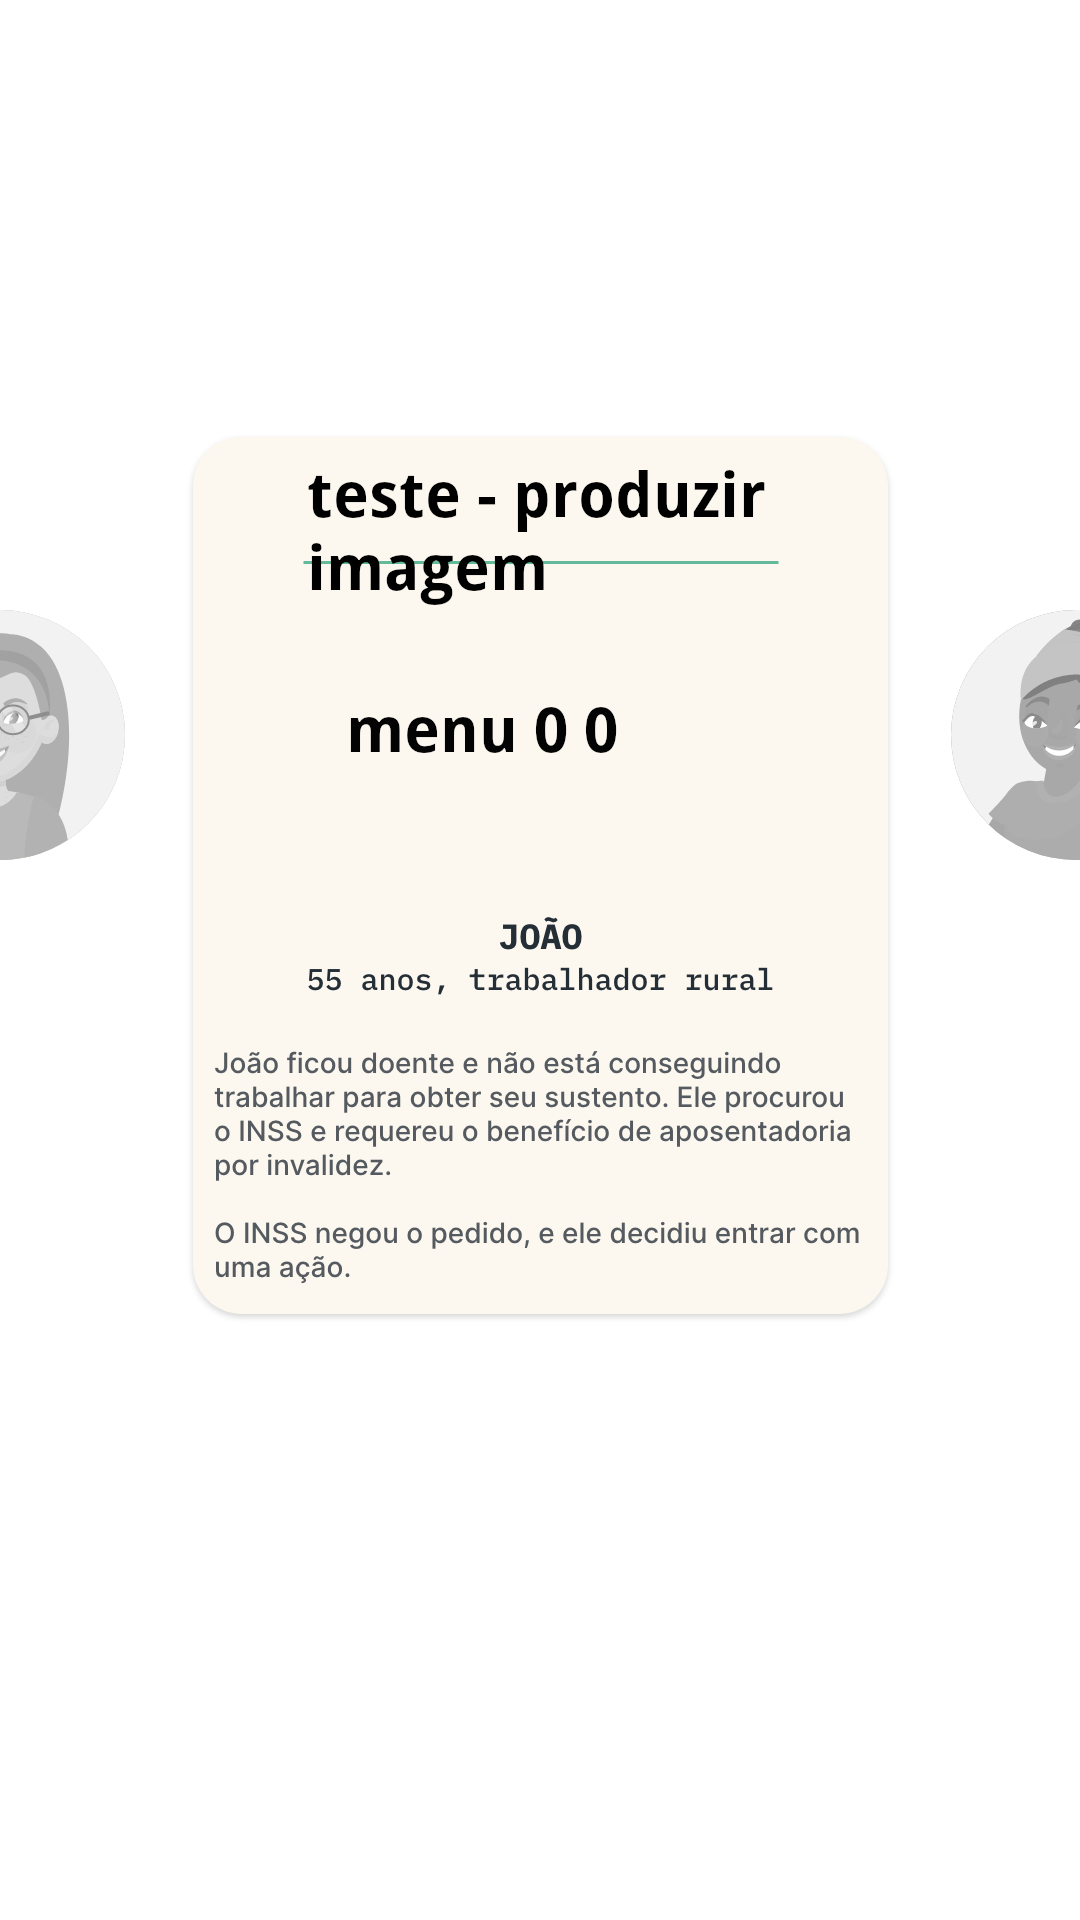 teste - produzir
imagem
menu 0 0
JOÃO
55 anos, trabalhador rural
João ficou doente e não está conseguindo
trabalhar para obter seu sustento. Ele procurou
o INSS e requereu o benefício de aposentadoria
por invalidez.
O INSS negou o pedido, e ele decidiu entrar com
uma ação.